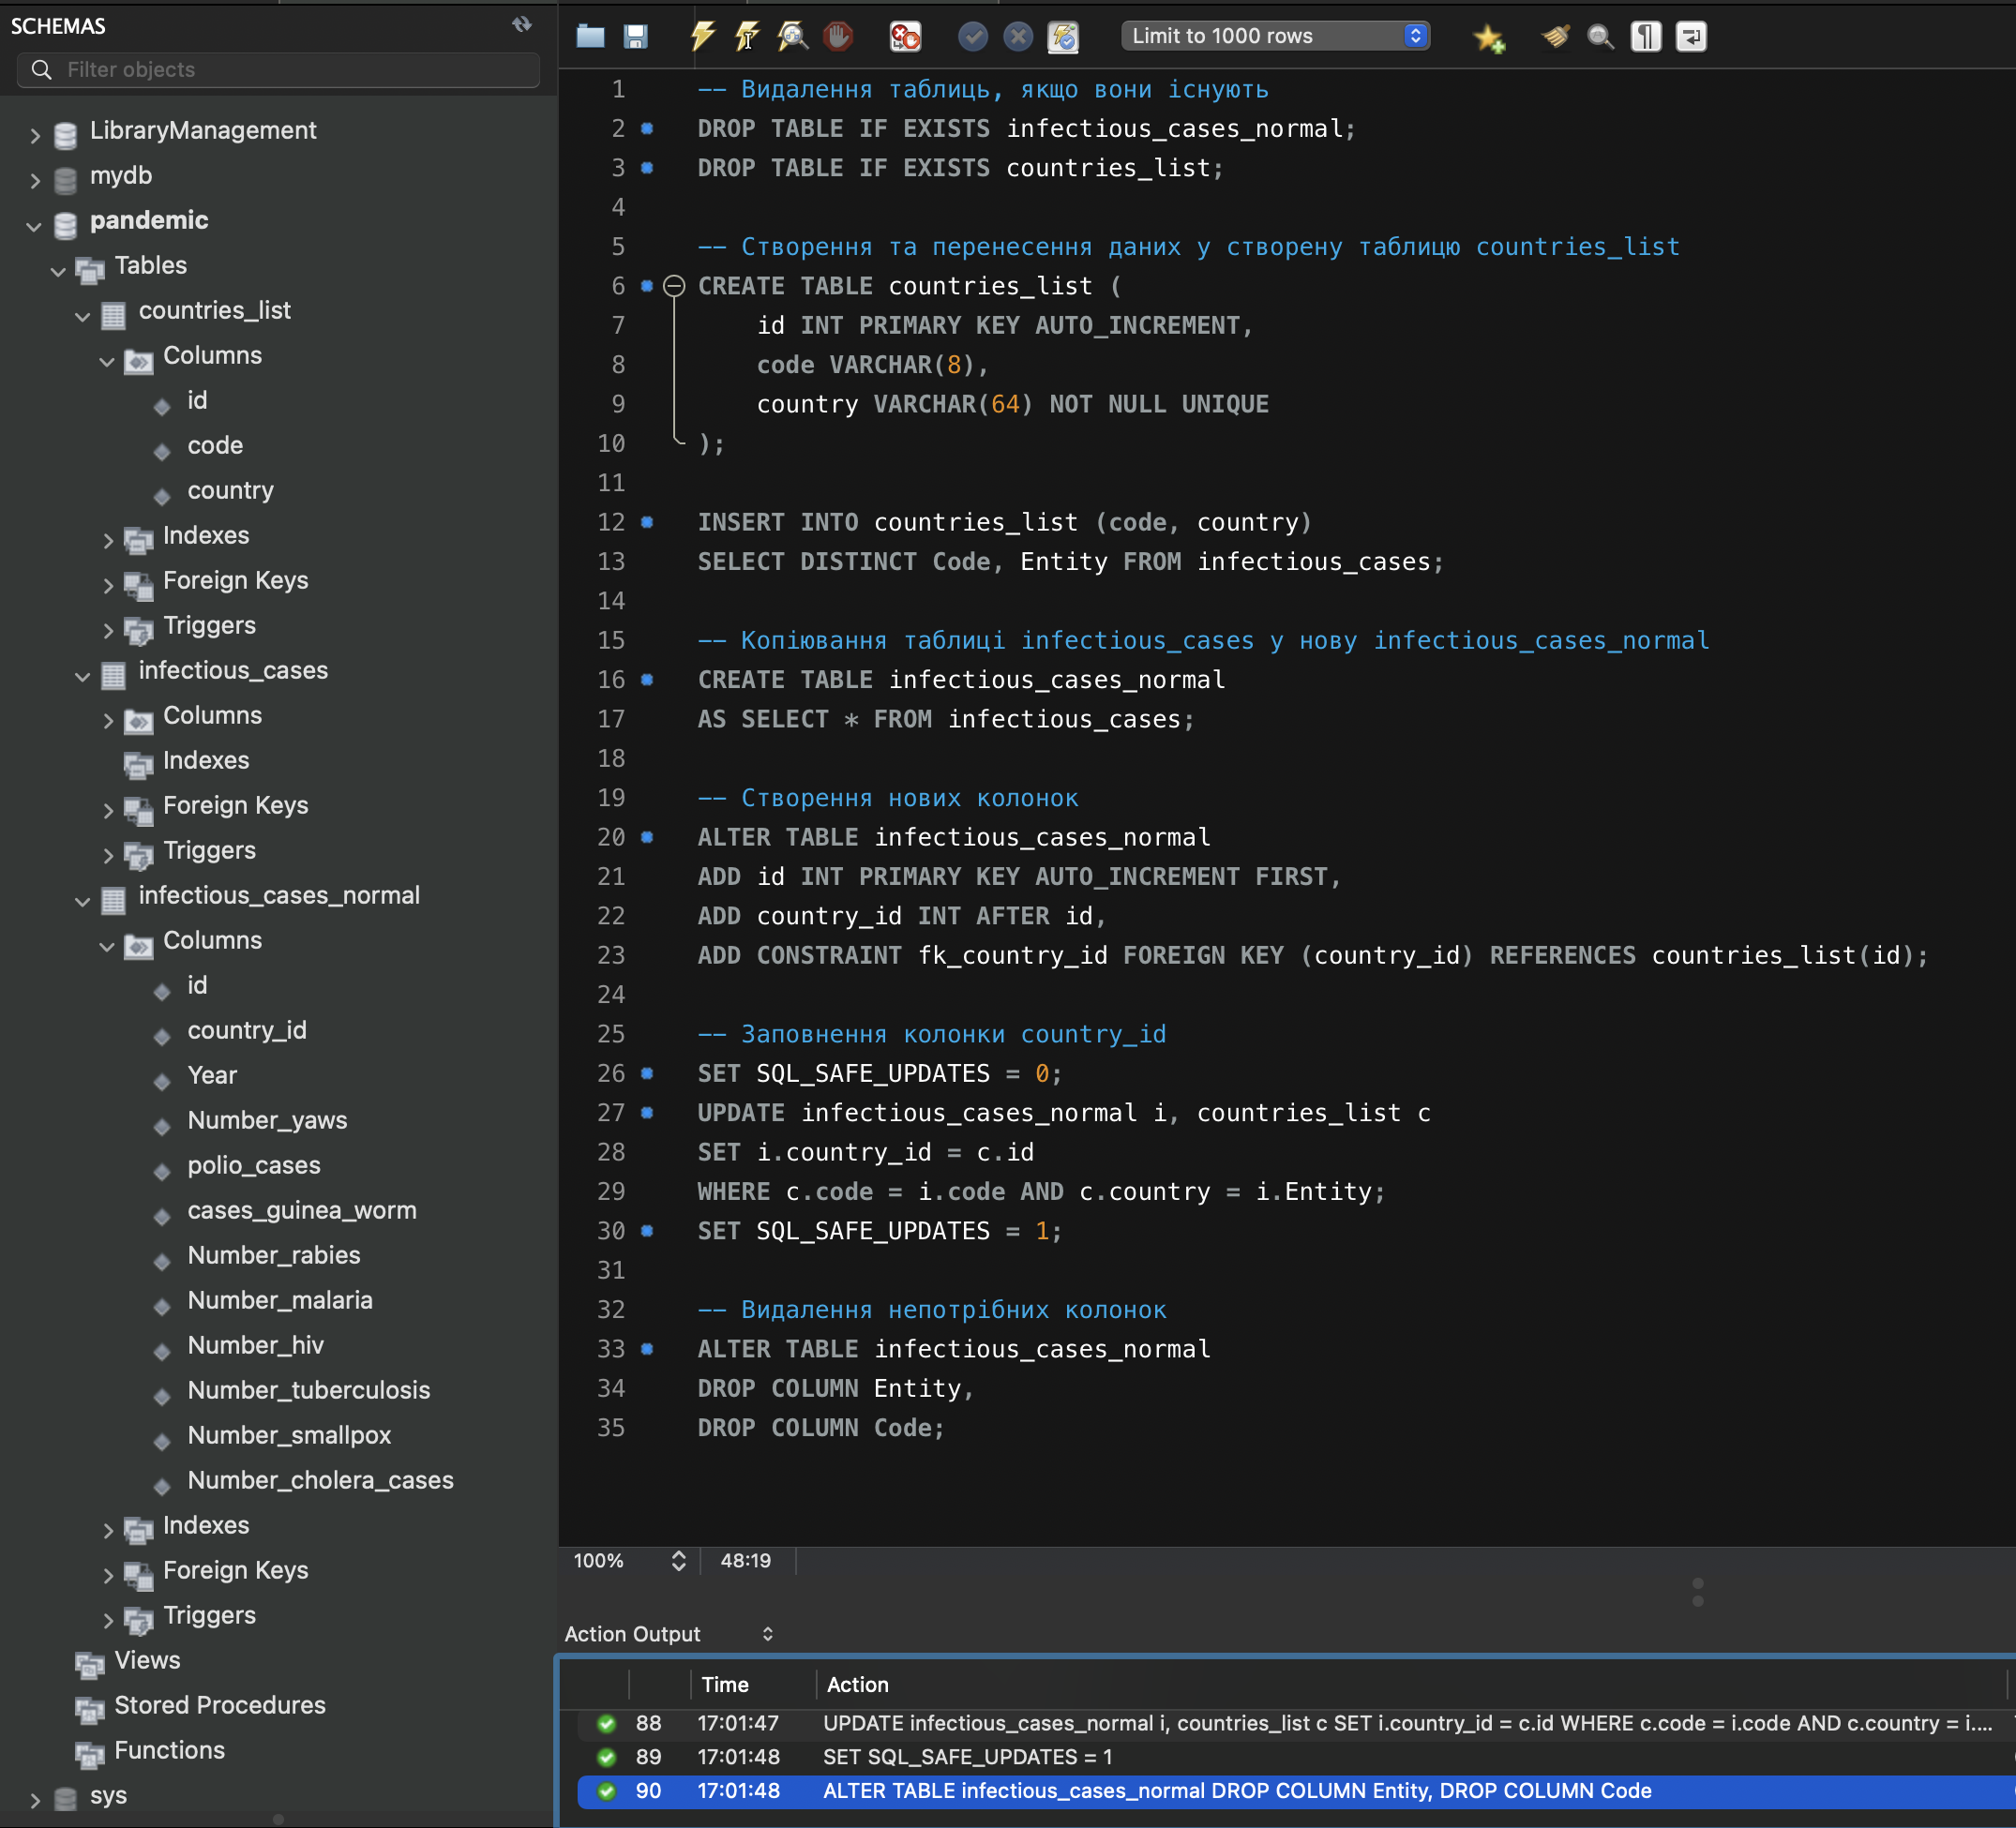 SCHEMAS
Filter objects
LibraryManagement
mydb
pandemic
Tables
countries_list
Columns
id
code
country
Indexes
Foreign Keys
Triggers
infectious_cases
Columns
Indexes
Foreign Keys
Triggers
infectious_cases_normal
Columns
id
country_id
Year
Number_yaws
polio_cases
cases_guinea_worm
Number_rabies
Number_malaria
Number_hiv
Number_tuberculosis
Number_smallpox
Number_cholera_cases
Indexes
Foreign Keys
Triggers
Views
Stored Procedures
Functions
sys
Limit to 1000 rows
1 -- Видалення таблиць, якщо вони існують
2 DROP TABLE IF EXISTS infectious_cases_normal;
3 DROP TABLE IF EXISTS countries_list;
4
5 -- Створення та перенесення даних у створену таблицю countries_list
6 CREATE TABLE countries_list (
7 id INT PRIMARY KEY AUTO_INCREMENT,
8 code VARCHAR(8),
9 country VARCHAR(64) NOT NULL UNIQUE
10 );
11
12 INSERT INTO countries_list (code, country)
13 SELECT DISTINCT Code, Entity FROM infectious_cases;
14
15 -- Копіювання таблиці infectious_cases у нову infectious_cases_normal
16 CREATE TABLE infectious_cases_normal
17 AS SELECT * FROM infectious_cases;
18
19 -- Створення нових колонок
20 ALTER TABLE infectious_cases_normal
21 ADD id INT PRIMARY KEY AUTO_INCREMENT FIRST,
22 ADD country_id INT AFTER id,
23 ADD CONSTRAINT fk_country_id FOREIGN KEY (country_id) REFERENCES countries_list(id);
24
25 -- Заповнення колонки country_id
26 SET SQL_SAFE_UPDATES = 0;
27 UPDATE infectious_cases_normal i, countries_list c
28 SET i.country_id = c.id
29 WHERE c.code = i.code AND c.country = i.Entity;
30 SET SQL_SAFE_UPDATES = 1;
31
32 -- Видалення непотрібних колонок
33 ALTER TABLE infectious_cases_normal
34 DROP COLUMN Entity,
35 DROP COLUMN Code;
100% 48:19
Action Output
Time Action
88 17:01:47 UPDATE infectious_cases_normal i, countries_list c SET i.country_id = c.id WHERE c.code = i.code AND c.country = i....
89 17:01:48 SET SQL_SAFE_UPDATES = 1
90 17:01:48 ALTER TABLE infectious_cases_normal DROP COLUMN Entity, DROP COLUMN Code